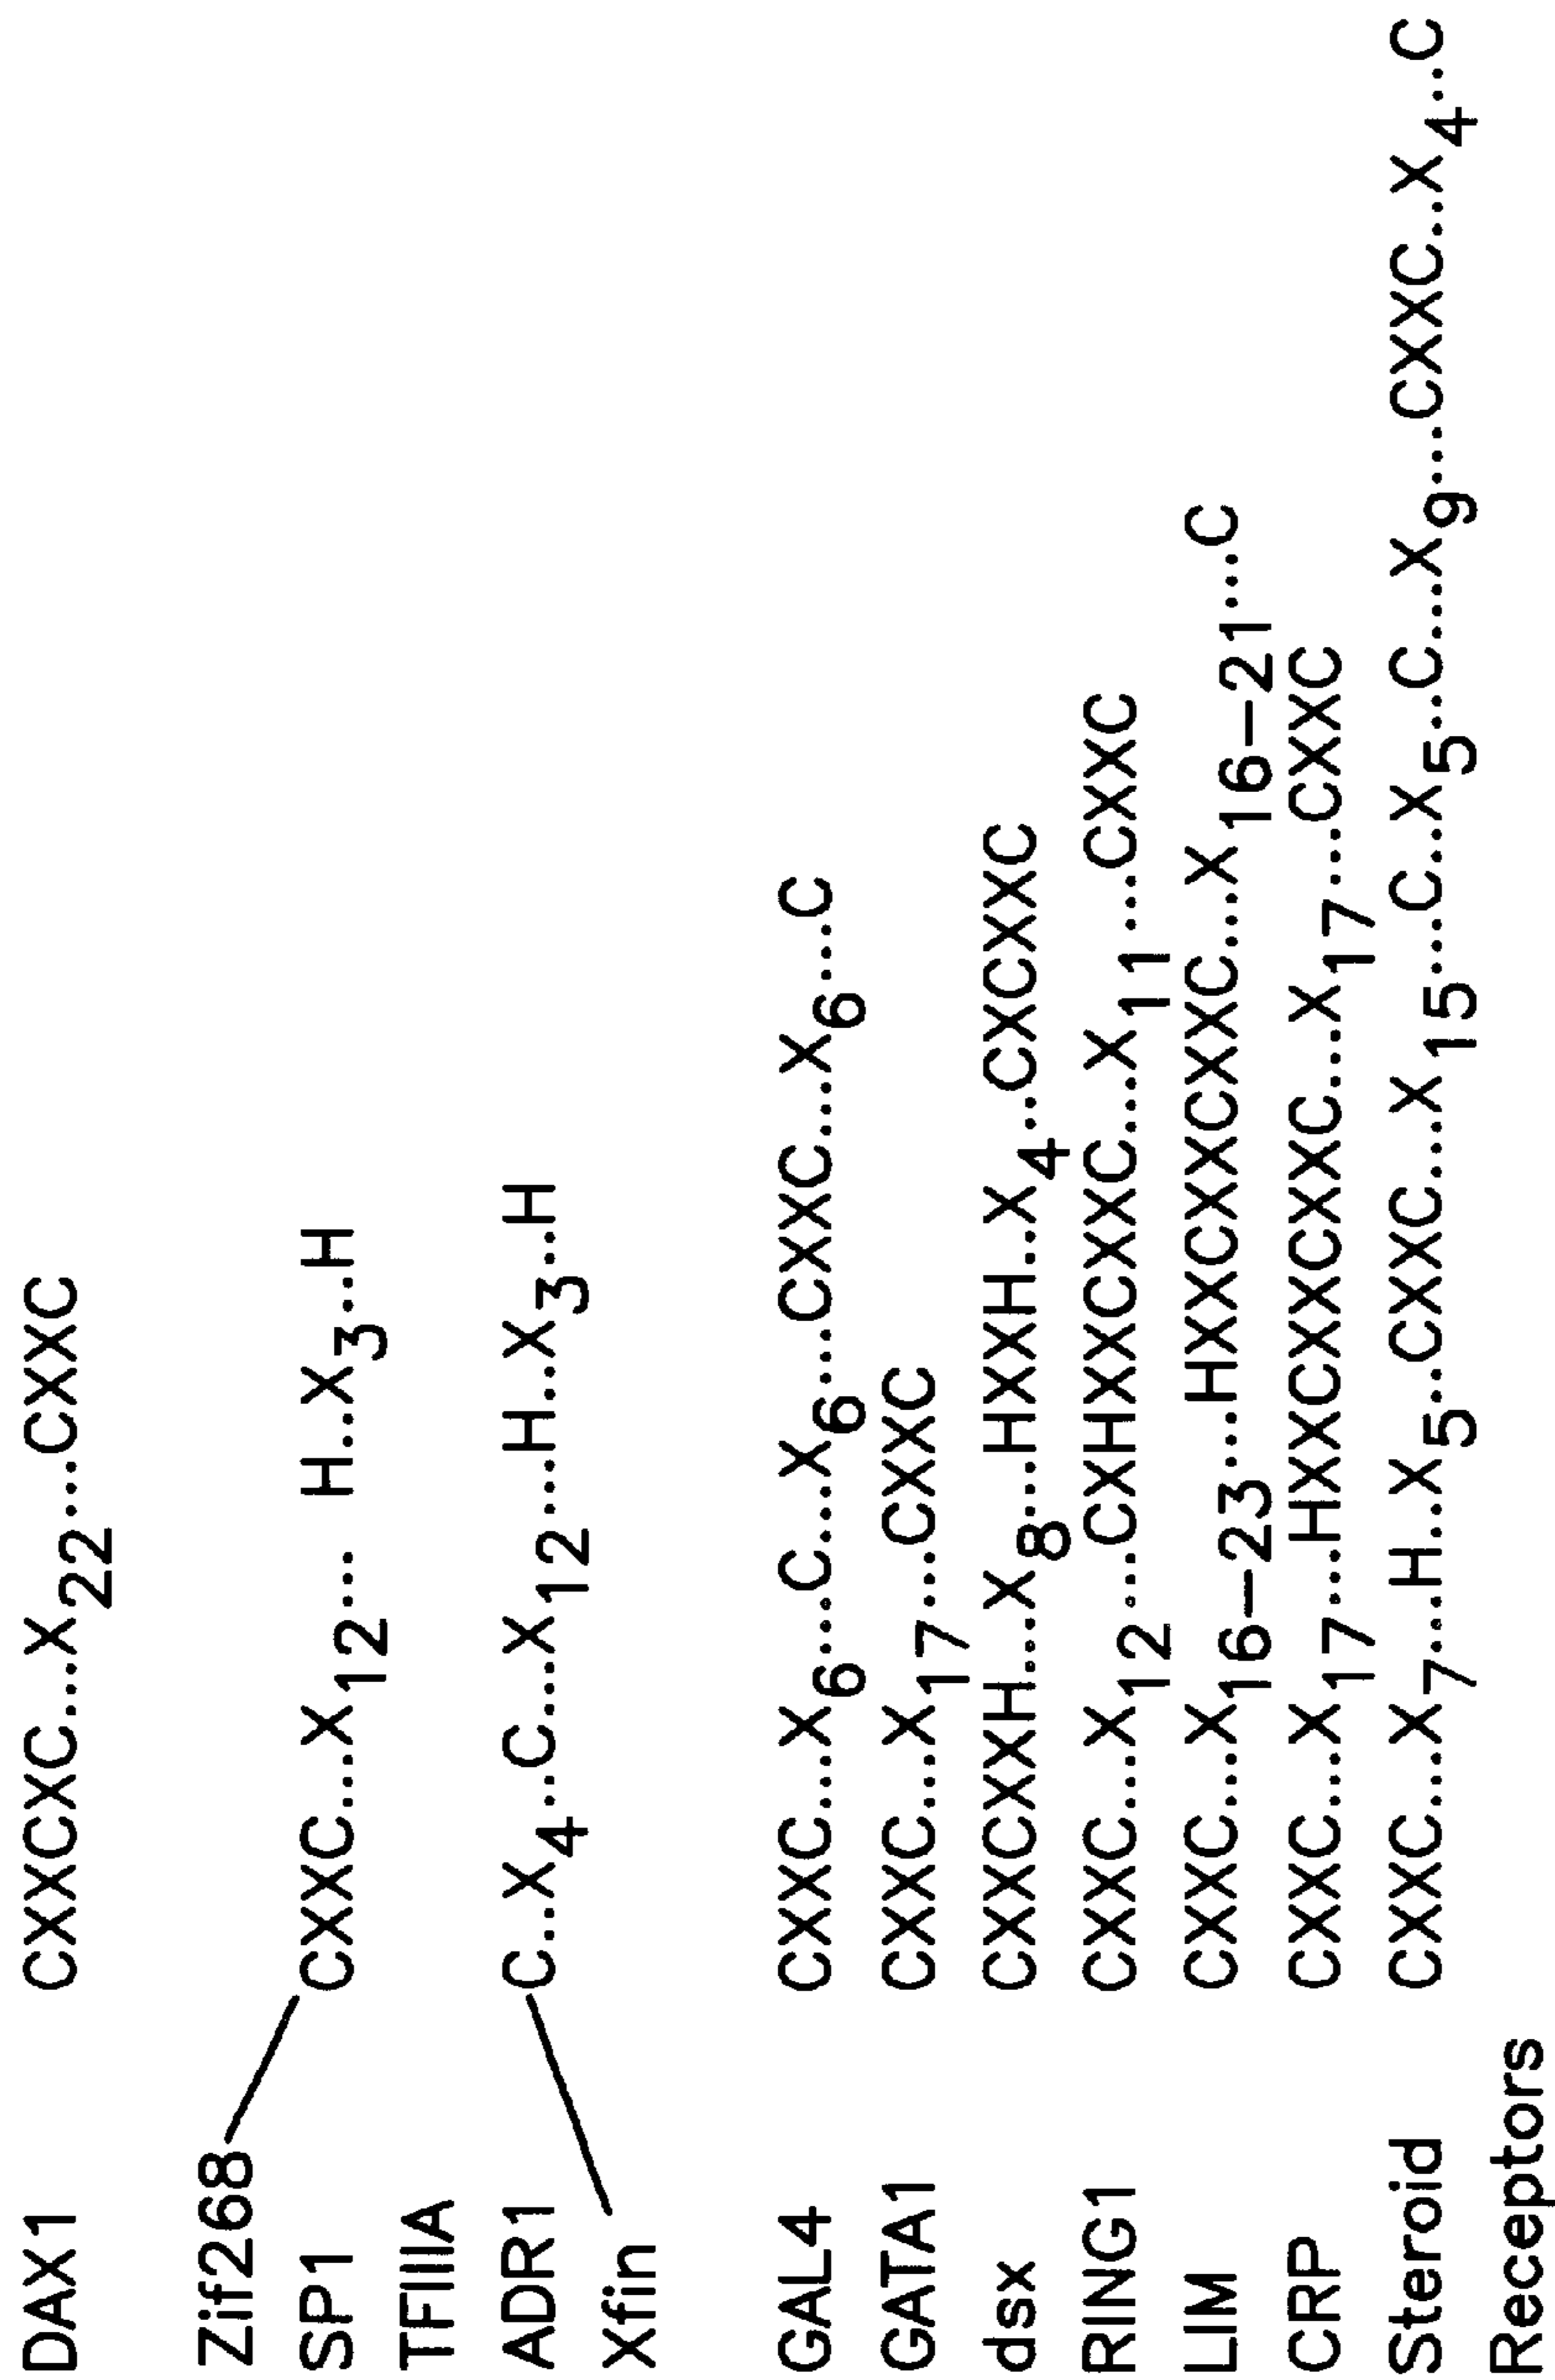 DAX1 CXXCXC...X22...CXXC
Zif268
SP1 CXXC...X12... H..X3..H
TFIIIA
ADR1 C..X4..C...X12...H..X3..H
Xfin
GAL4 CXXC...X6...C...X6...CXXC...X6...C
GATA1 CXXC...X17...CXXC
dsx CXXCXXH...X8...HXXH..X4..CXCXXC
RING1 CXXC...X12...CXHXXCXXC...X11...CXXC
LIM CXXC...X16-23...HXXCXXCXXC...X16-21...C
CRP CXXC...X17...HXXCXXCXXC...X17...CXXC
Steroid CXXC...X7...H..X5..CXXC...X15...C..X5..C...X9...CXXC..X4..C
Receptors